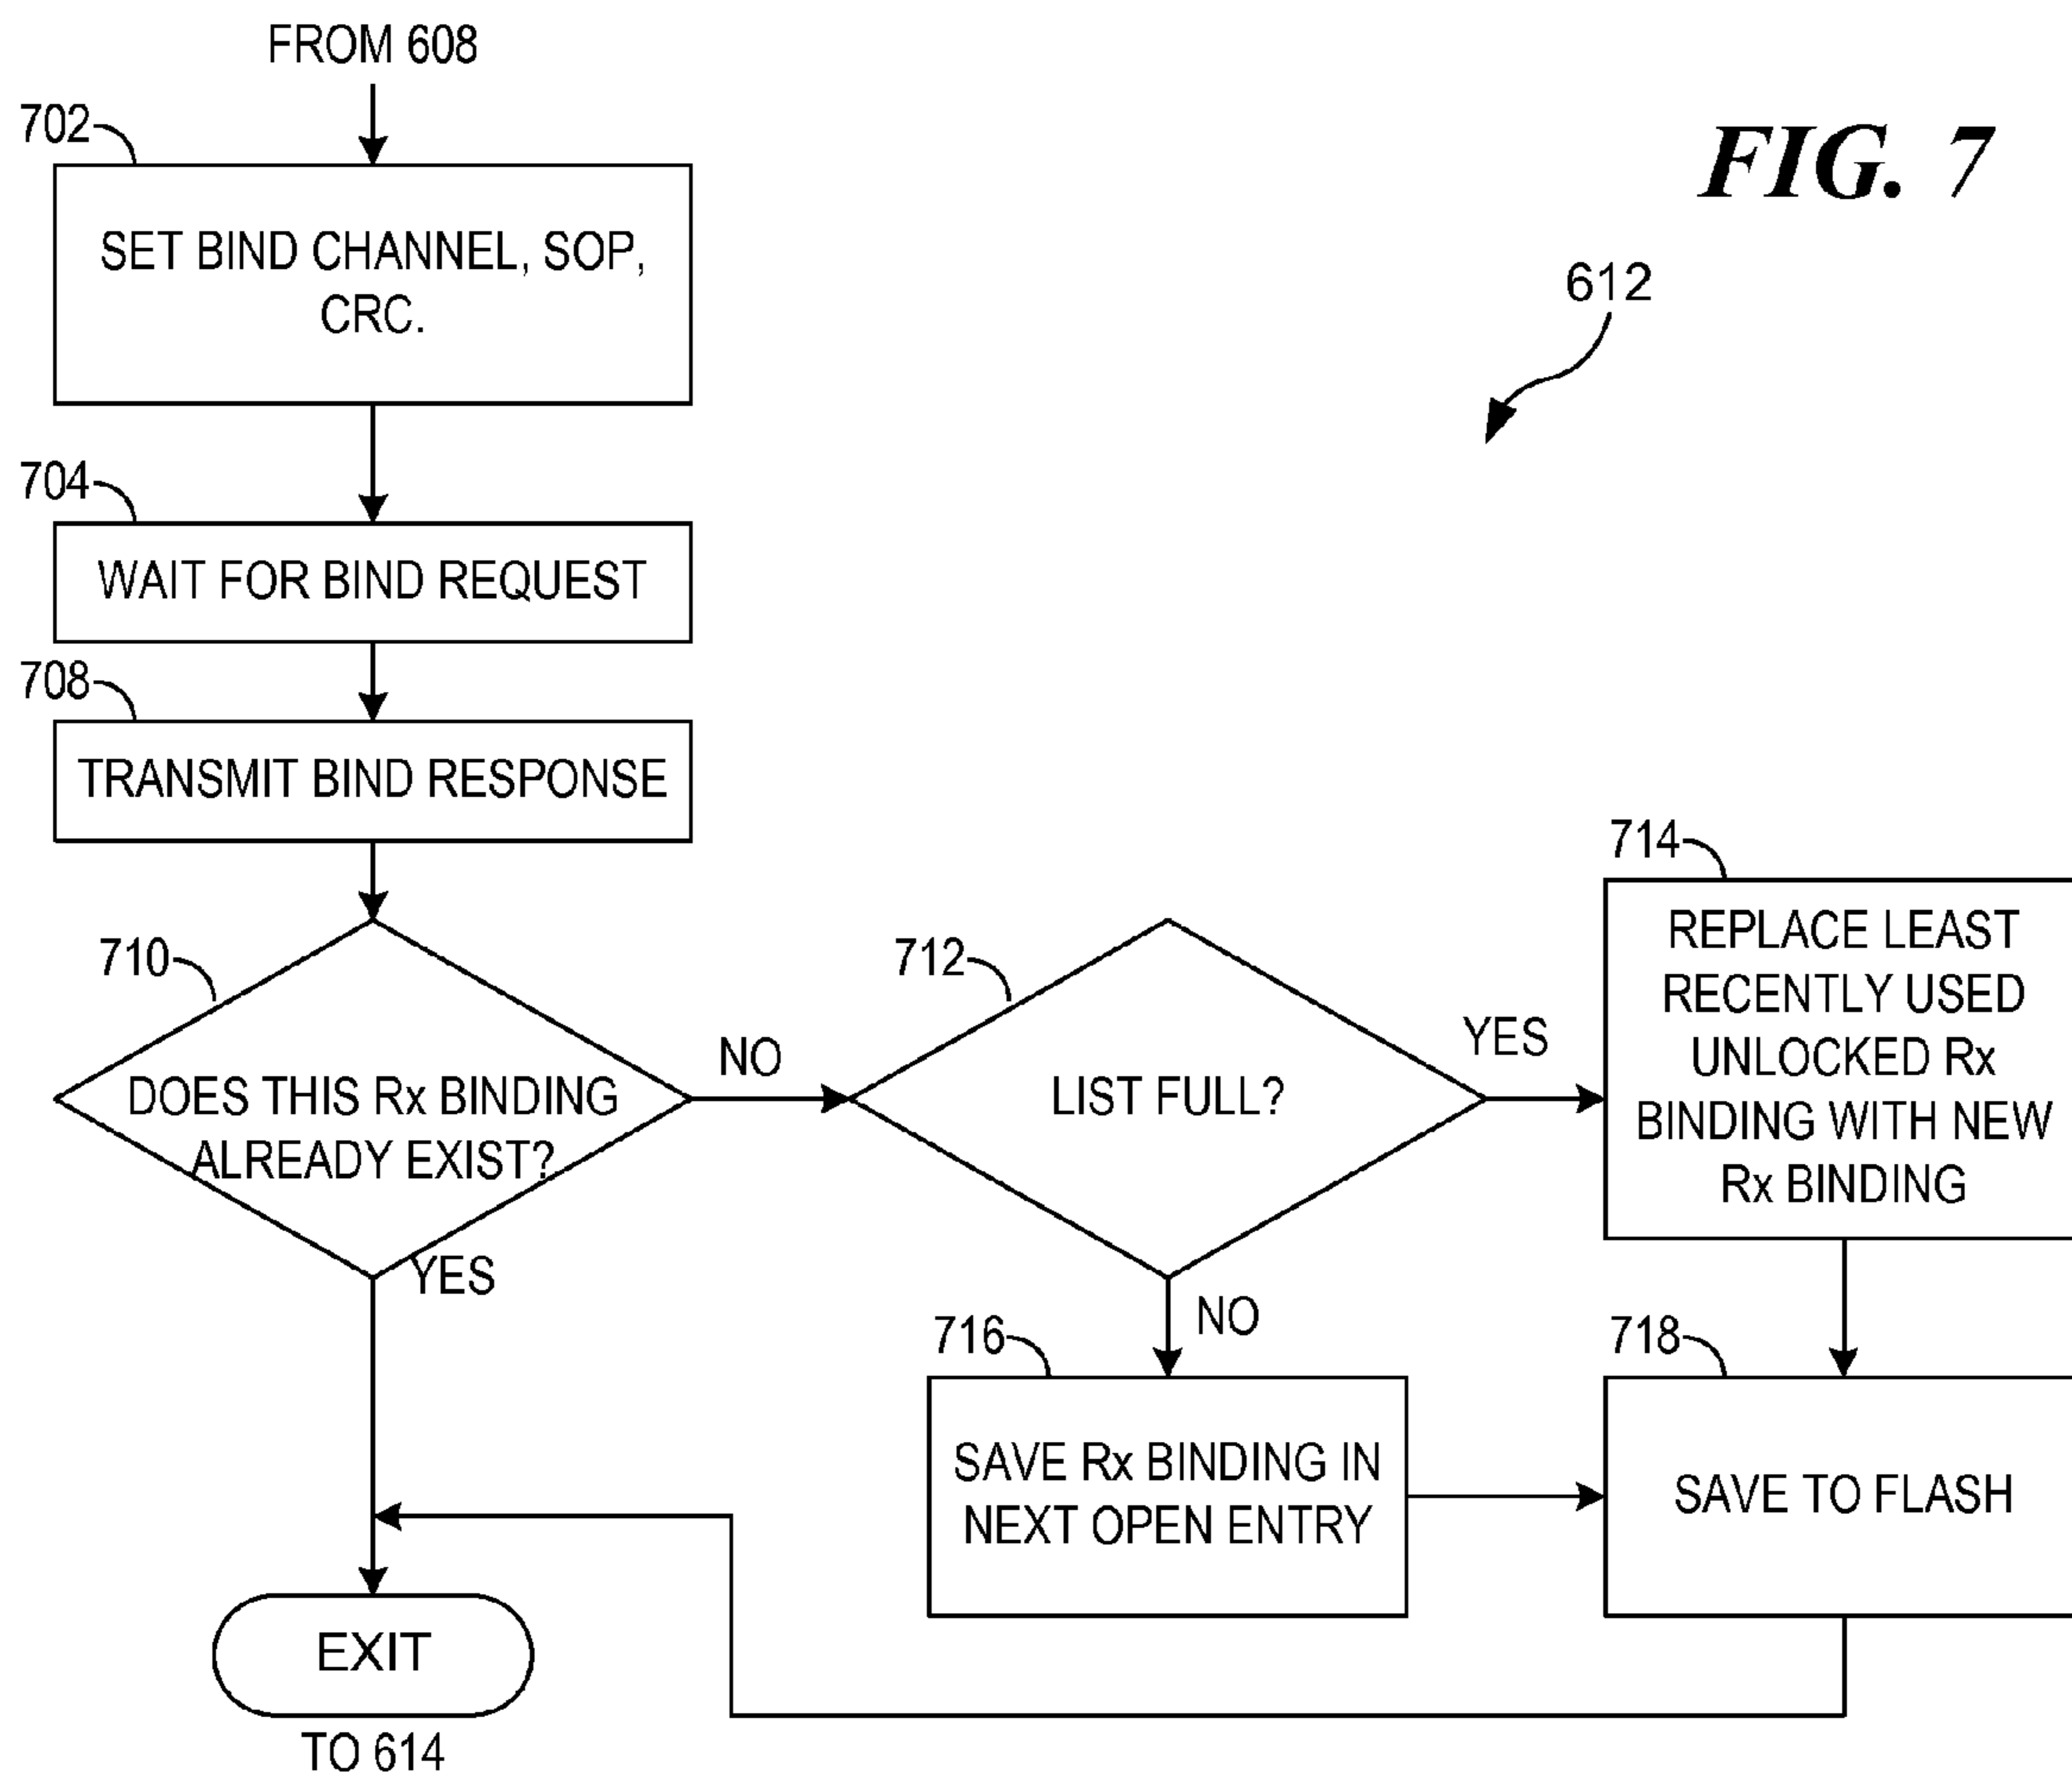 FROM 608
FIG. 7
612
702
SET BIND CHANNEL, SOP,
CRC.
704
WAIT FOR BIND REQUEST
708
TRANSMIT BIND RESPONSE
710
DOES THIS Rx BINDING
ALREADY EXIST?
NO
YES
712
LIST FULL?
YES
NO
714
REPLACE LEAST
RECENTLY USED
UNLOCKED Rx
BINDING WITH NEW
Rx BINDING
716
SAVE Rx BINDING IN
NEXT OPEN ENTRY
718
SAVE TO FLASH
EXIT
TO 614